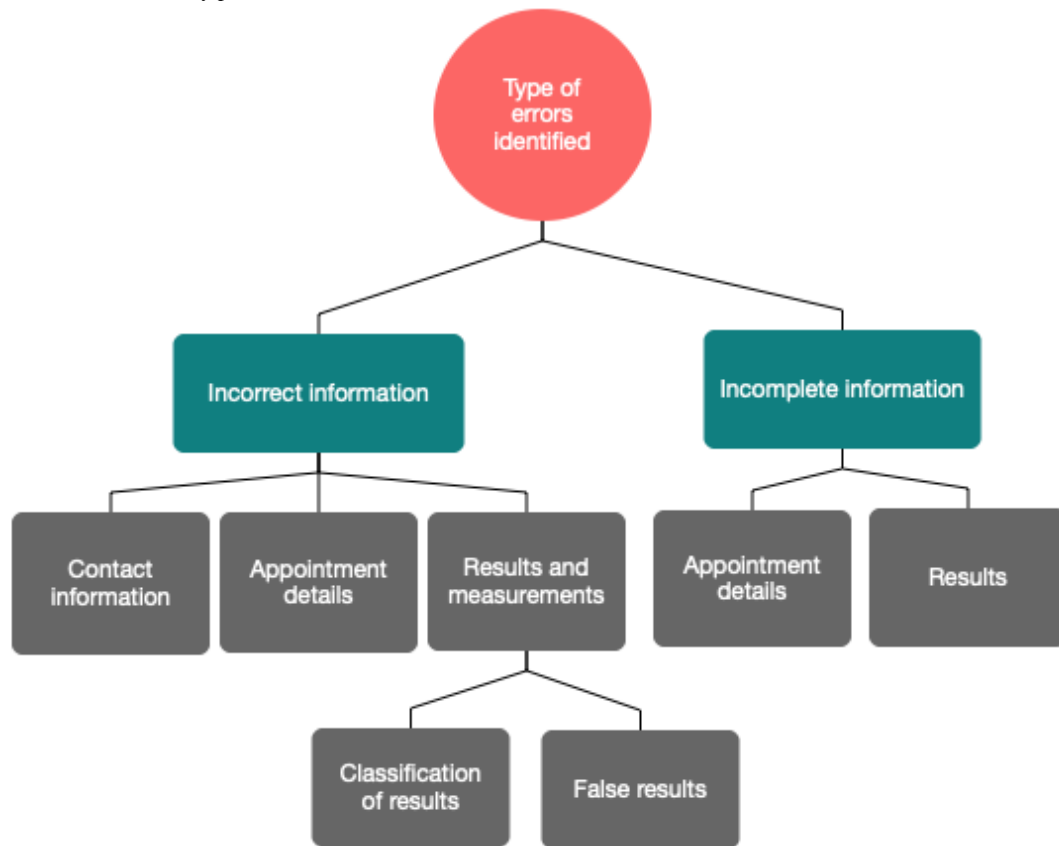 Type of
errors
identified
Incorrect information
Incomplete information
Contact
information
Appointment
details
Results and
measurements
Appointment
details
Results
Classification
of results
False results